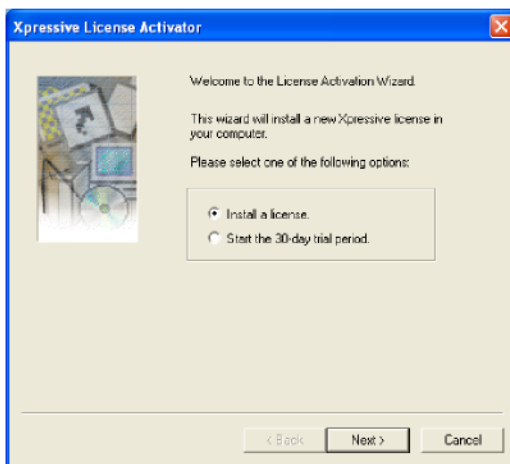 Xpressive License Activator
Welcome to the License Activation Wizard.
This wizard will install a new Xpressive license in
your computer.
Please select one of the following options:
Install a license.
Start the 30-day trial period.
< Back
Next >
Cancel